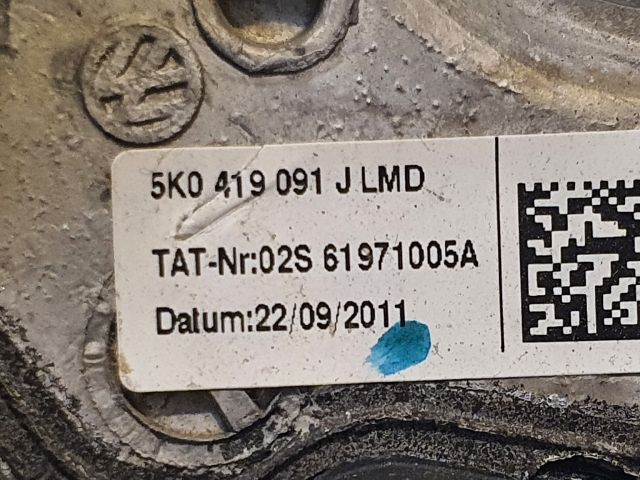 5K0 419 091 J LMD
TAT-Nr:02S 61971005A
Datum:22/09/2011